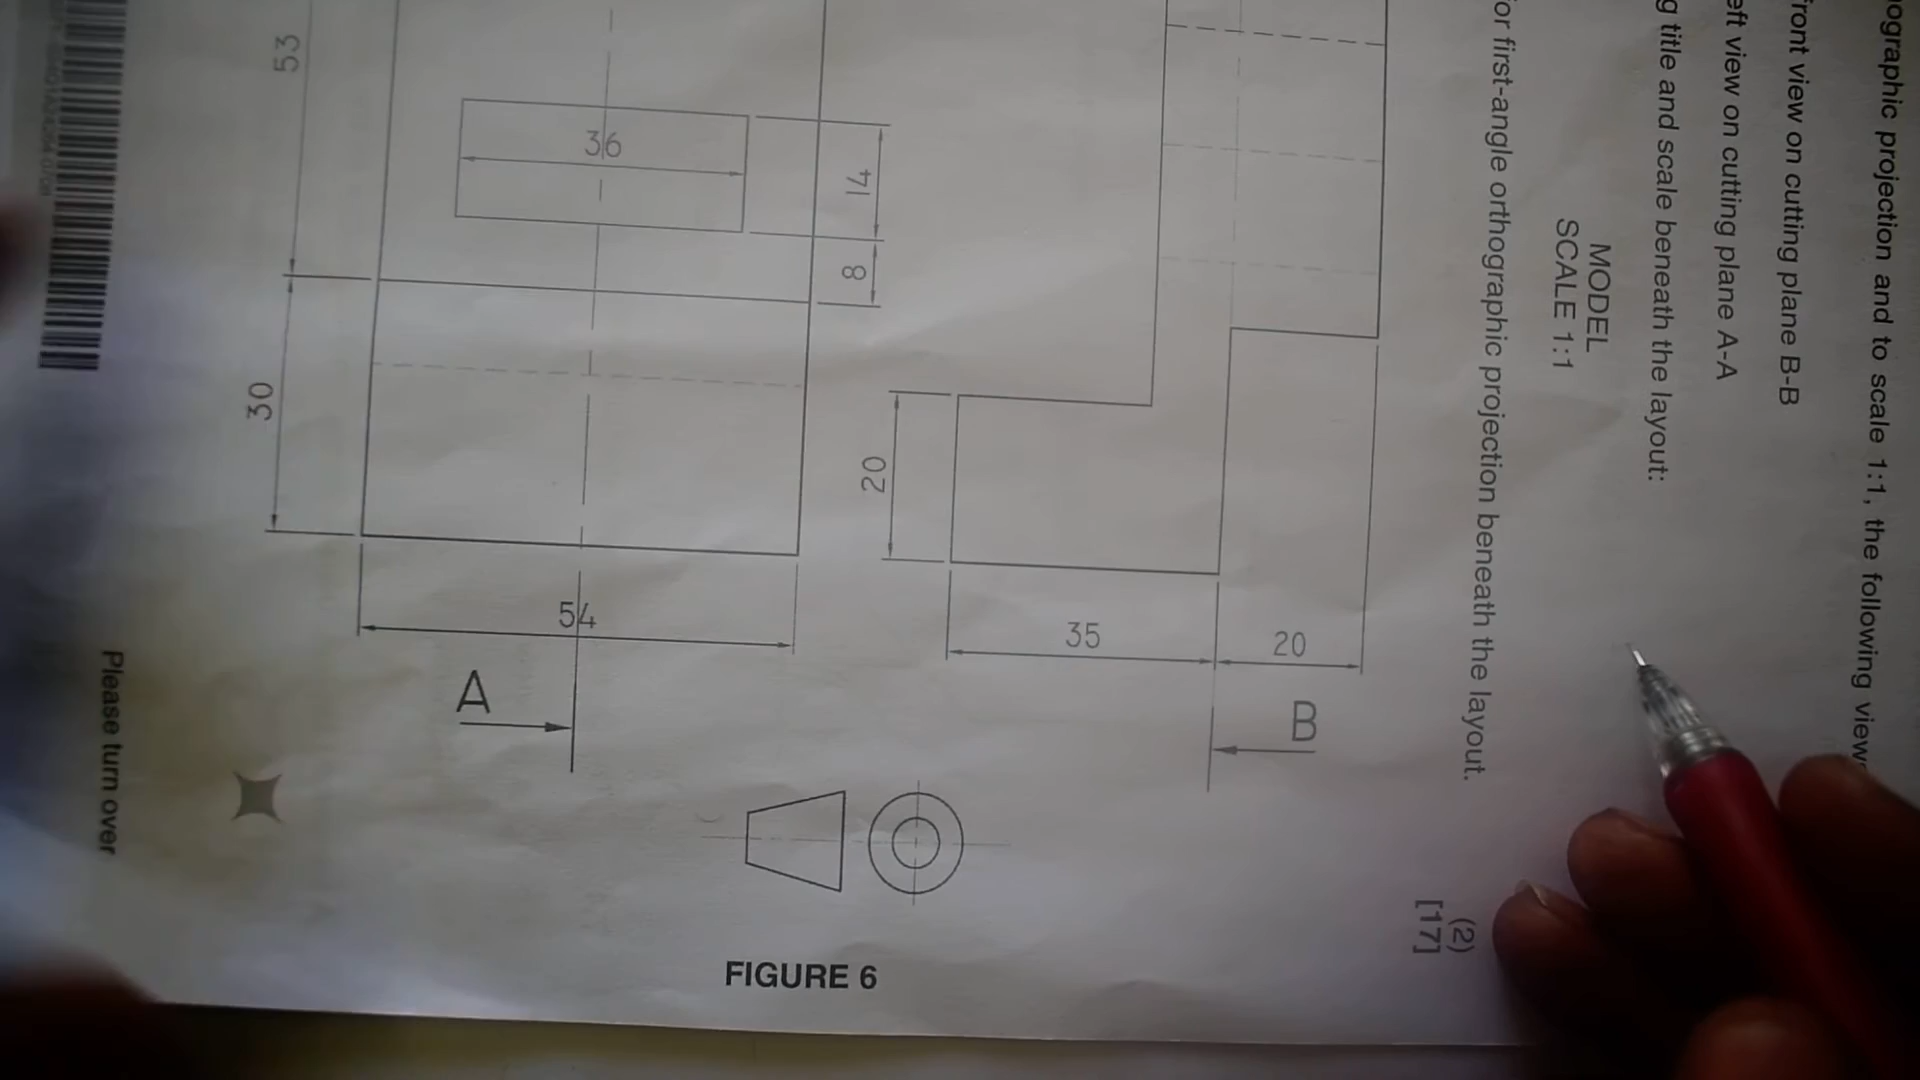 ographic projection and to scale 1:1, the following views
front view on cutting plane B-B
eft view on cutting plane A-A
g title and scale beneath the layout:
MODEL
SCALE 1:1
or first-angle orthographic projection beneath the layout.
(2)
[17]
20
35
B
20
8
14
36
54
A
53
30
FIGURE 6
Please turn over